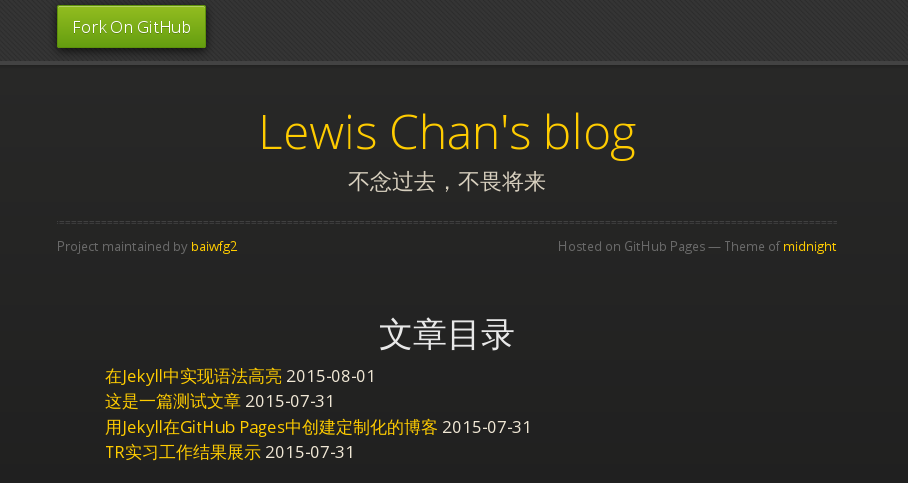 Fork On GitHub
Lewis Chan's blog
不念过去，不畏将来
Project maintained by baiwfg2
Hosted on GitHub Pages — Theme of midnight
文章目录
在Jekyll中实现语法高亮 2015-08-01
这是一篇测试文章 2015-07-31
用Jekyll在GitHub Pages中创建定制化的博客 2015-07-31
TR实习工作结果展示 2015-07-31